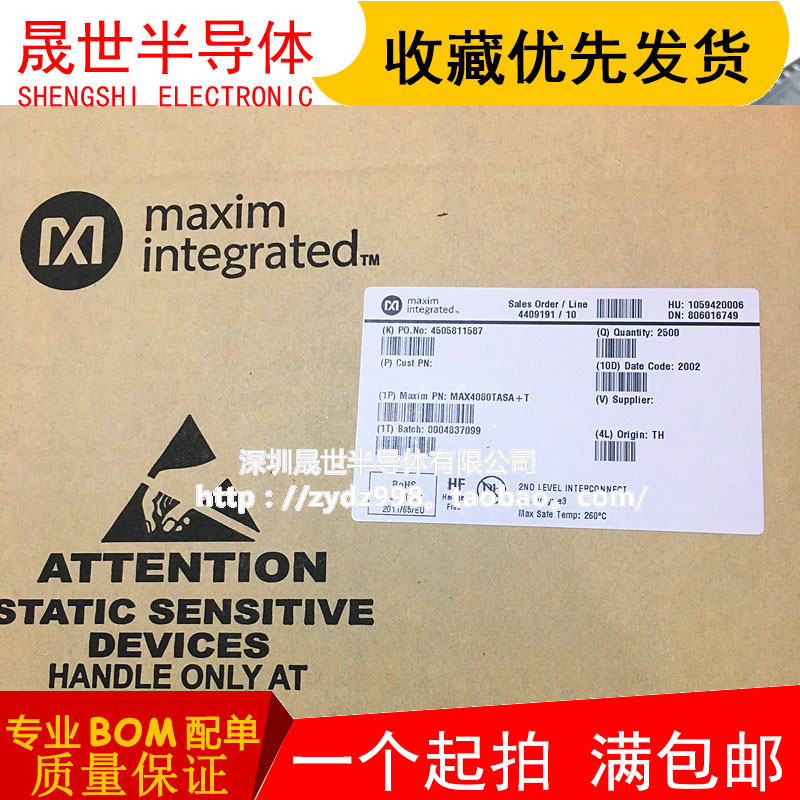 晟世半导体
SHENGSHI ELECTRONIC
收藏优先发货
maxim
integrated™
maxim
integrated™
Sales Order / Line
4409191 / 10
HU: 1059420006
DN: 806016749
(K) PO.No: 4505811587
(Q) Quantity: 2500
(P) Cust PN:
(10D) Date Code: 2002
(1P) Maxim PN: MAX4080TASA+T
(V) Supplier:
(1T) Batch: 0004837099
(4L) Origin: TH
深圳晟世半导体有限公司
http://zydz998.taobao.com
RoHS
2011/65/EU
HF
Free
2ND LEVEL INTERCONNECT
e3
Max Safe Temp: 260°C
ATTENTION
STATIC SENSITIVE
DEVICES
HANDLE ONLY AT
专业BOM配单
质量保证
一个起拍 满包邮